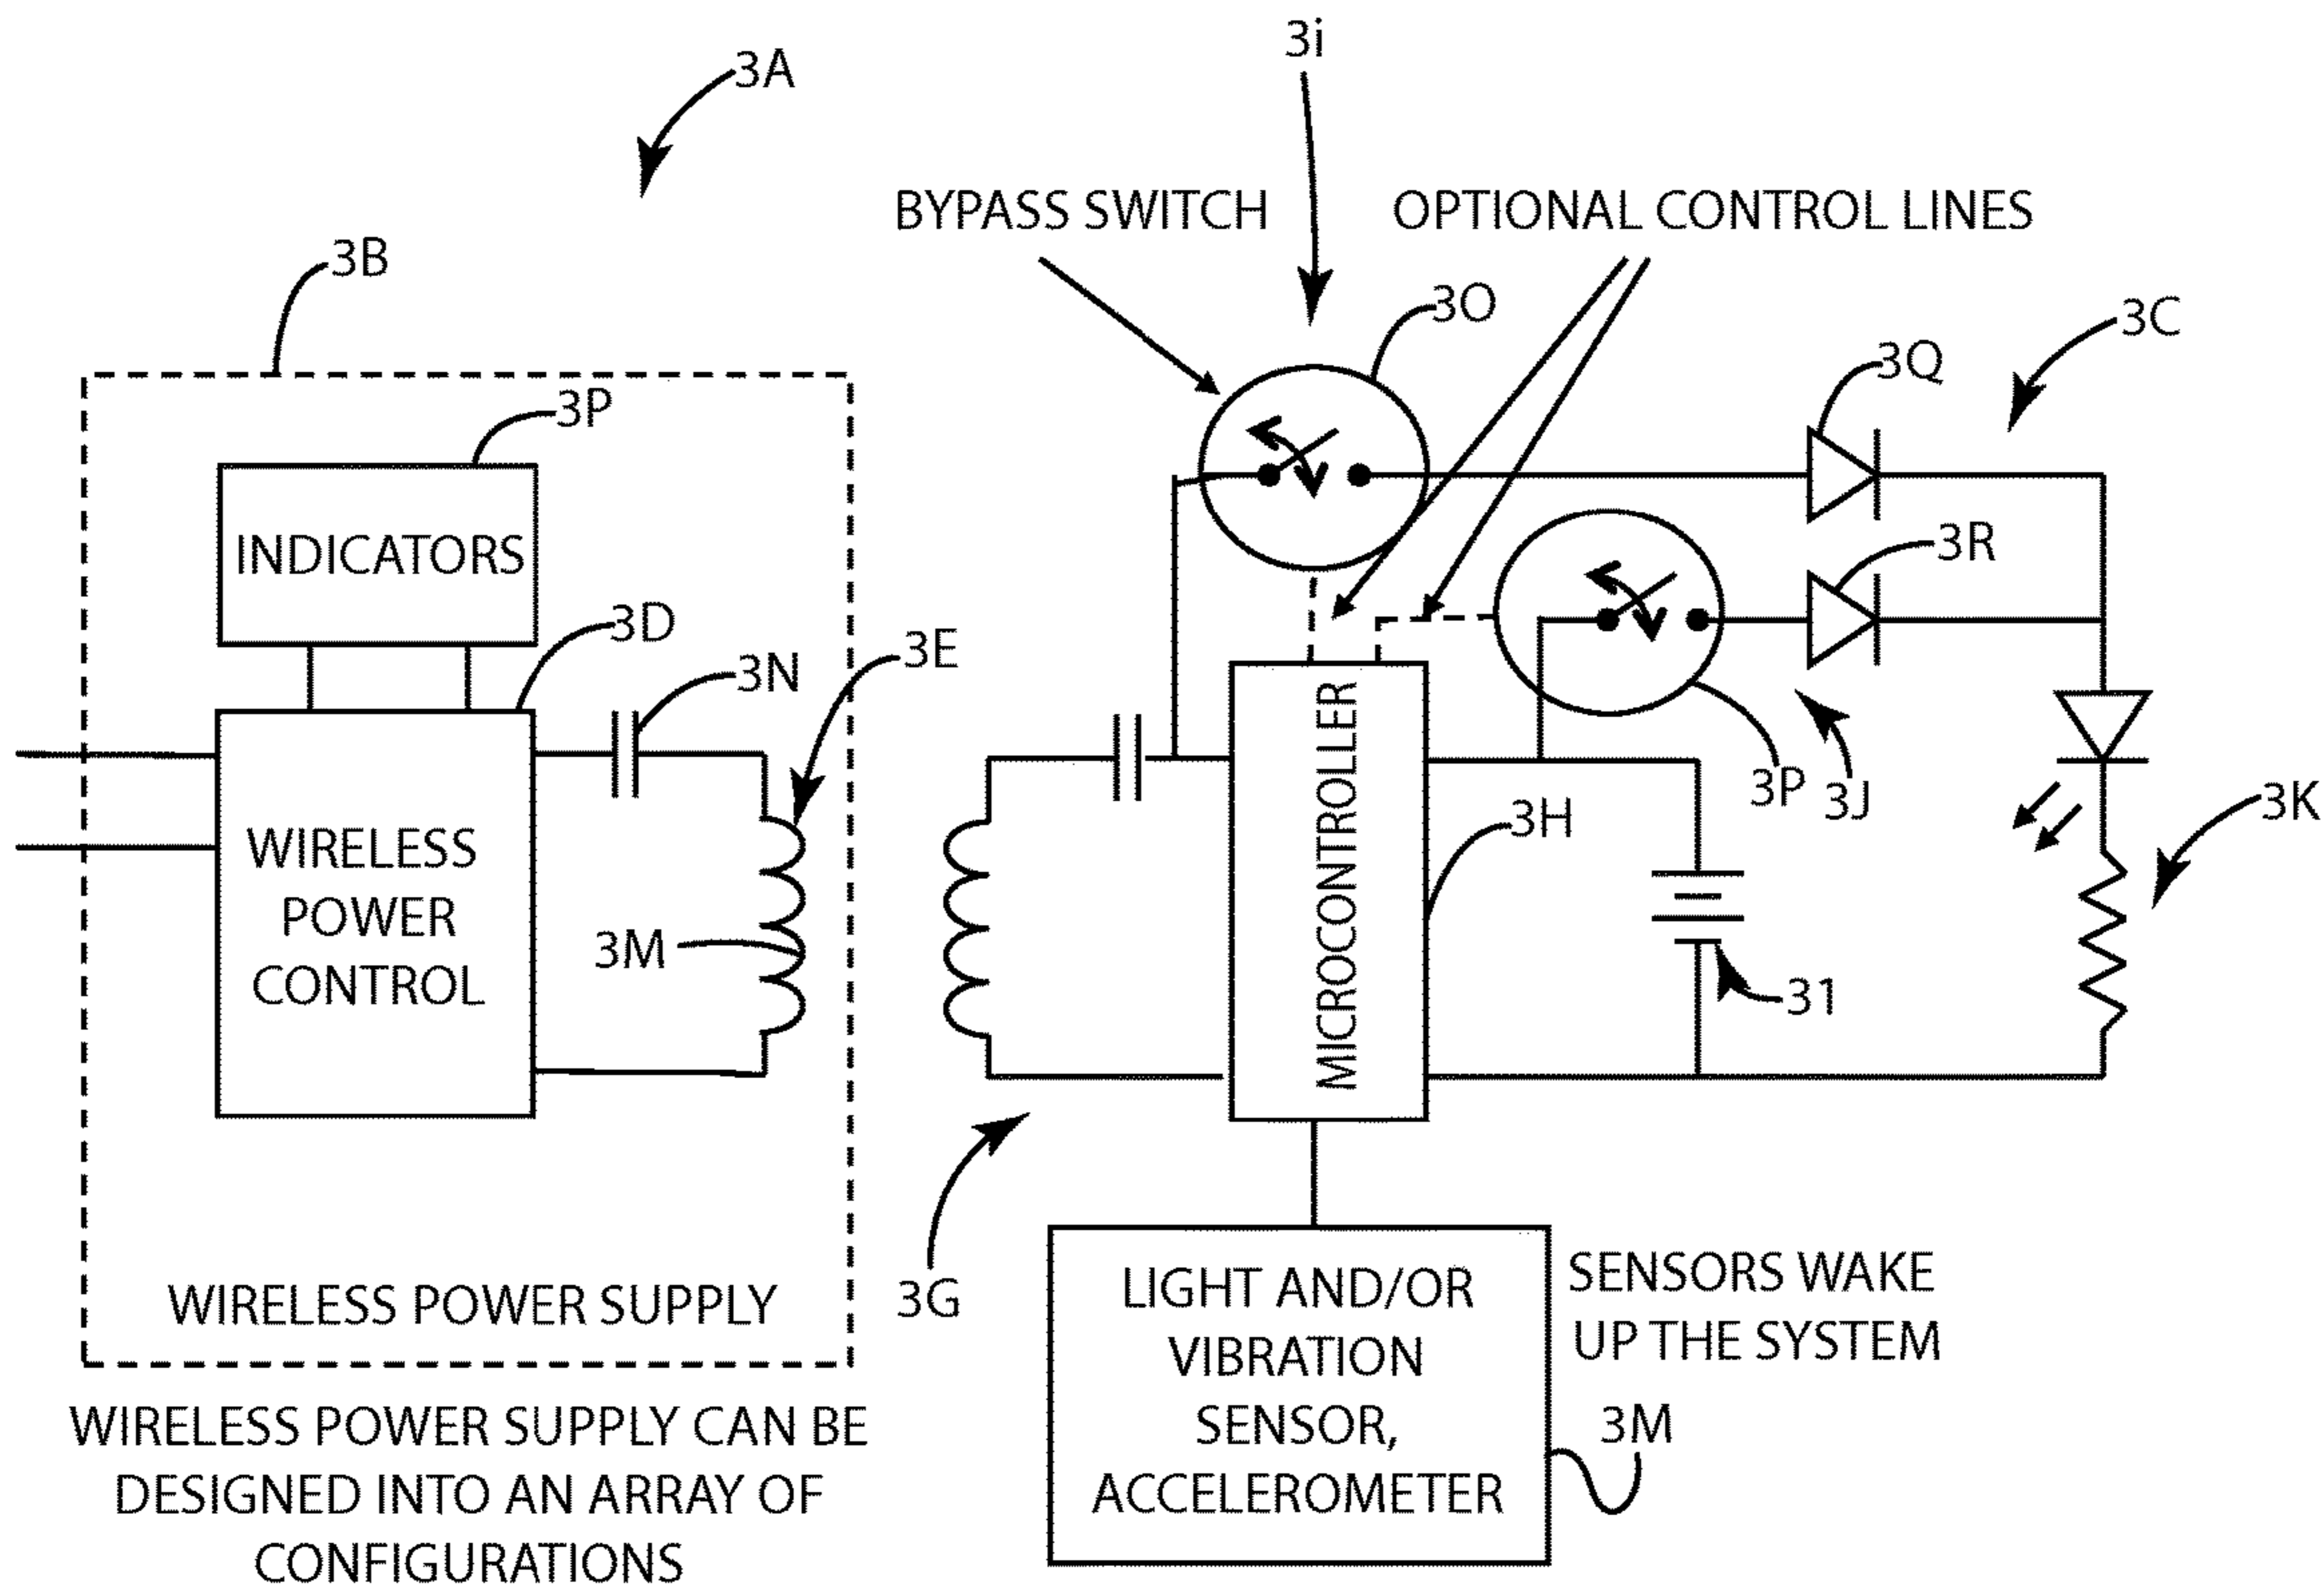 3i
3A
BYPASS SWITCH
OPTIONAL CONTROL LINES
3B
3O
3C
3Q
3P
INDICATORS
3R
3D
3N
3E
WIRELESS
POWER
CONTROL
3M
MICROCONTROLLER
3H
3P
3J
3K
31
3G
WIRELESS POWER SUPPLY
WIRELESS POWER SUPPLY CAN BE
DESIGNED INTO AN ARRAY OF
CONFIGURATIONS
LIGHT AND/OR
VIBRATION
SENSOR,
ACCELEROMETER
SENSORS WAKE
UP THE SYSTEM
3M